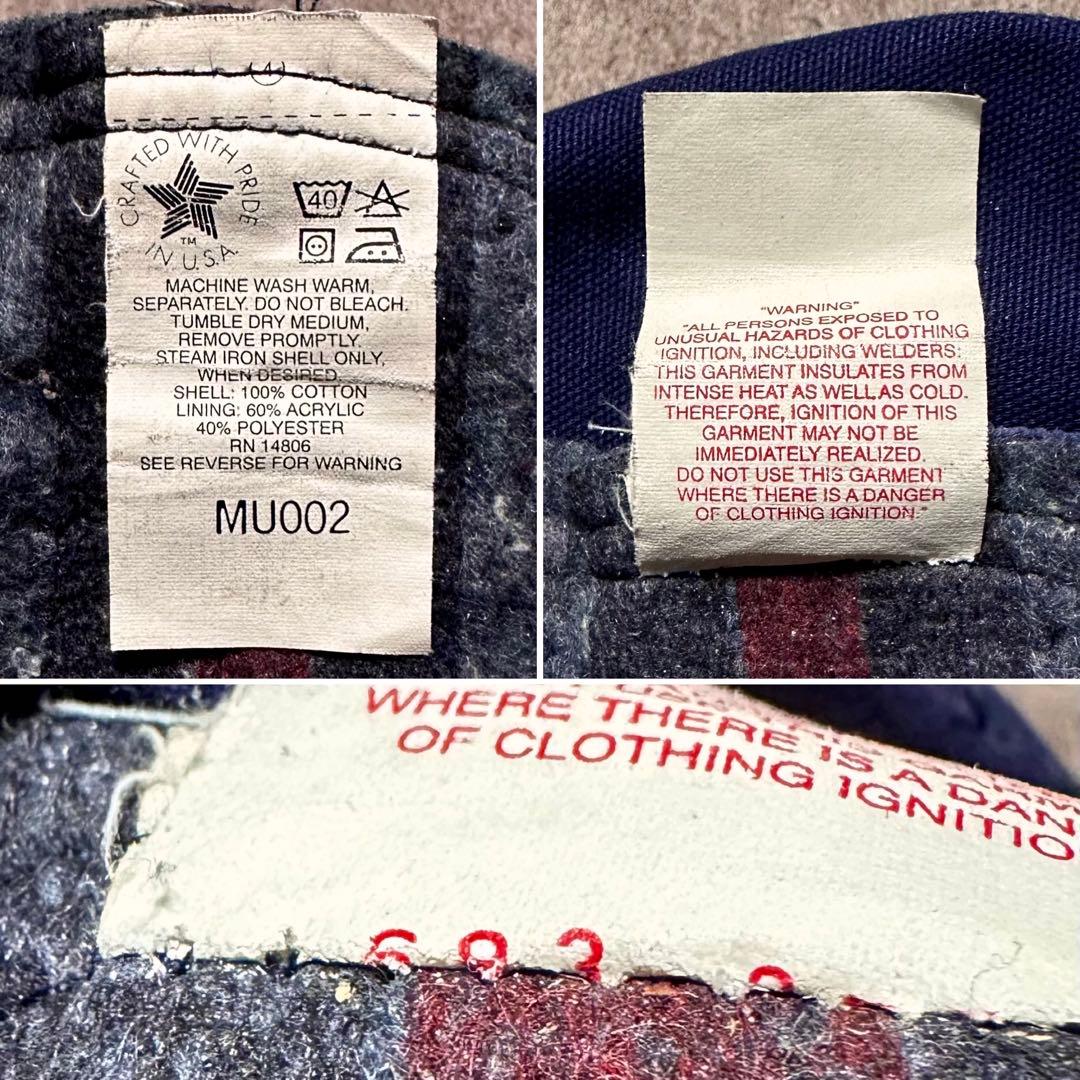 4
CRAFTED WITH PRIDE
TM
IN U.S.A.
40
MACHINE WASH WARM,
SEPARATELY. DO NOT BLEACH.
TUMBLE DRY MEDIUM,
REMOVE PROMPTLY.
STEAM IRON SHELL ONLY,
WHEN DESIRED.
SHELL: 100% COTTON
LINING: 60% ACRYLIC
40% POLYESTER
RN 14806
SEE REVERSE FOR WARNING
MU002
"WARNING"
"ALL PERSONS EXPOSED TO
UNUSUAL HAZARDS OF CLOTHING
IGNITION, INCLUDING WELDERS:
THIS GARMENT INSULATES FROM
INTENSE HEAT AS WELL AS COLD.
THEREFORE, IGNITION OF THIS
GARMENT MAY NOT BE
IMMEDIATELY REALIZED.
DO NOT USE THIS GARMENT
WHERE THERE IS A DANGER
OF CLOTHING IGNITION."
WHERE THERE IS A DAN
OF CLOTHING IGNITIO